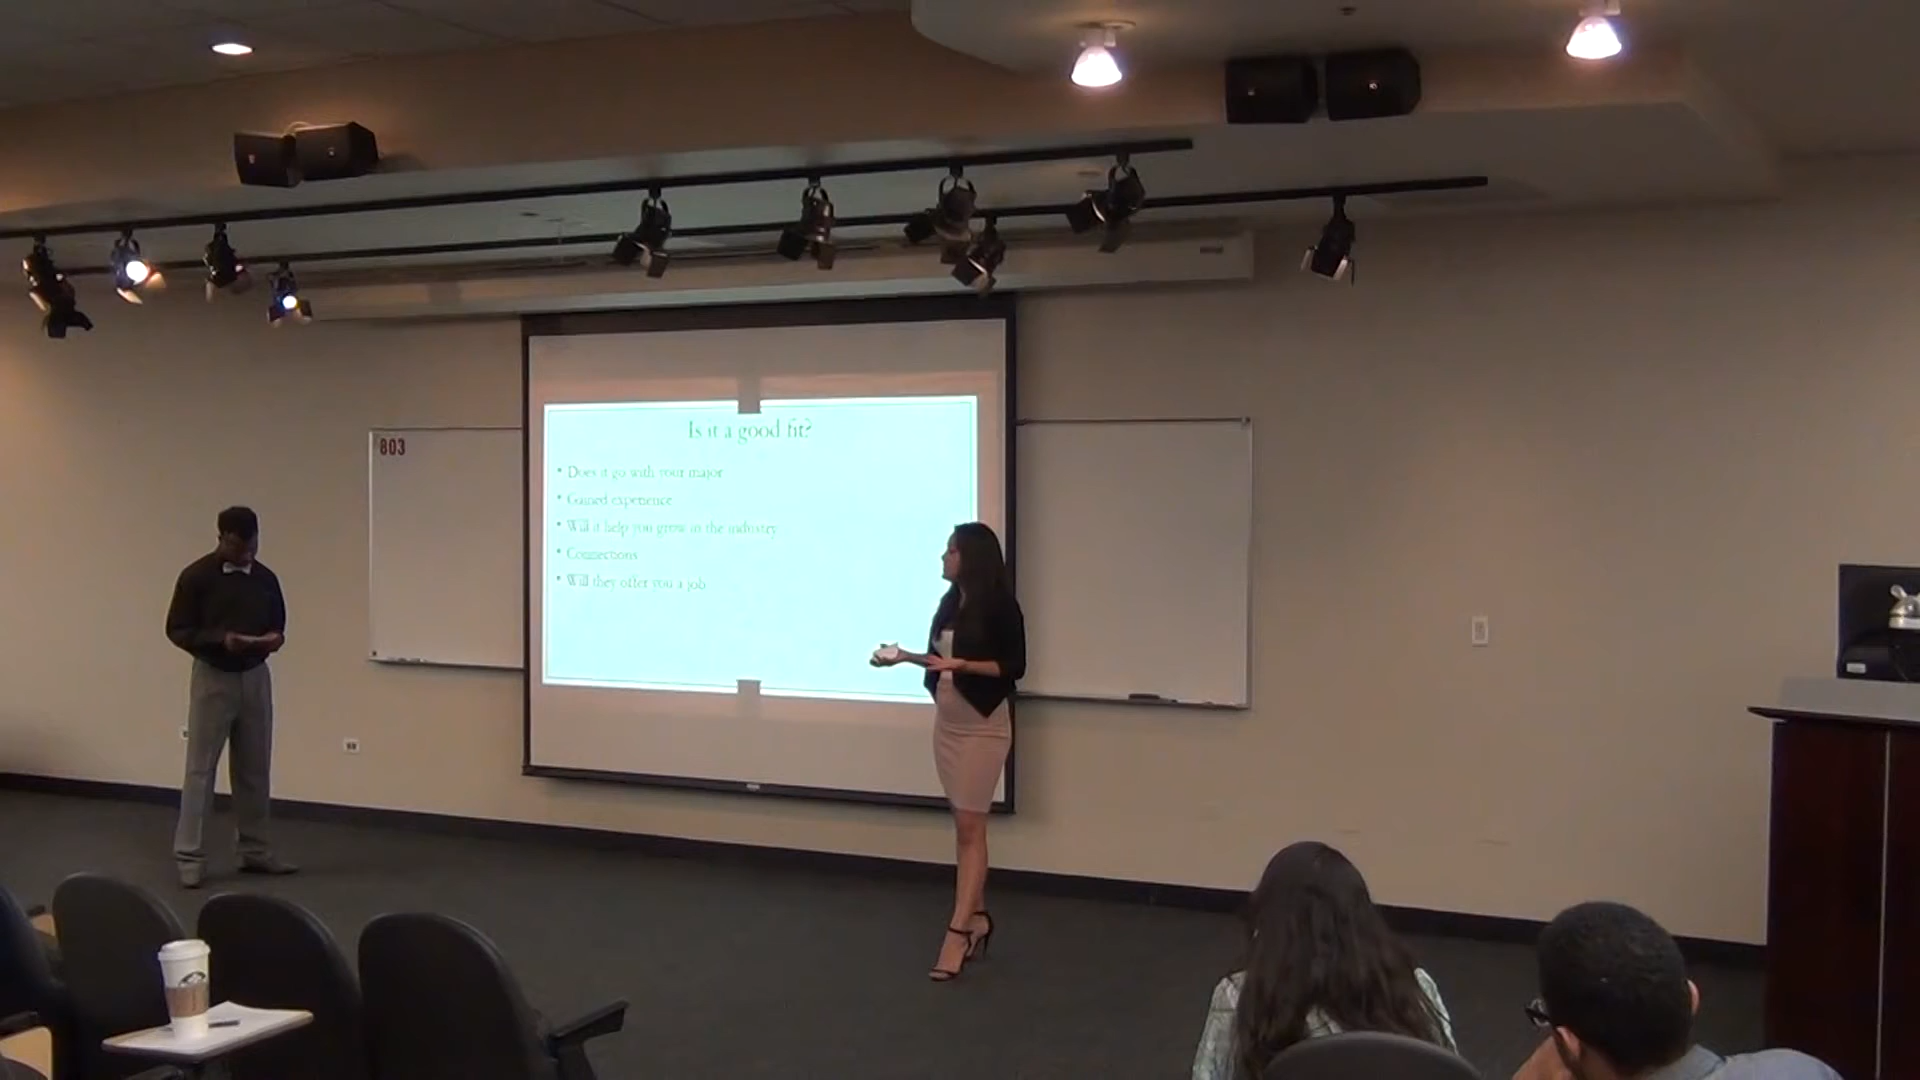 803
Is it a good fit?
• Does it go with your major
• Gained experience
• Will it help you grow in the industry
• Connections
• Will they offer you a job